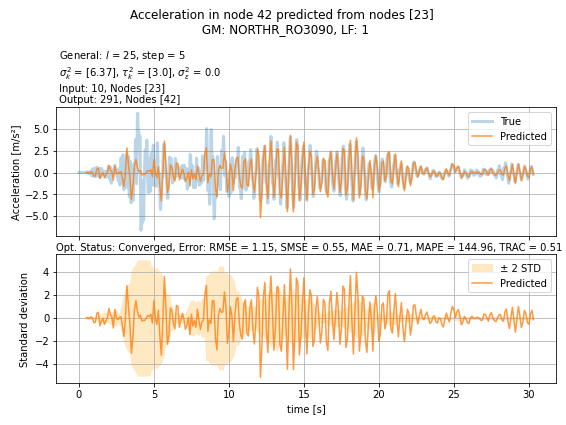 Acceleration in node 42 predicted from nodes [23]
GM: NORTHR_RO3090, LF: 1
General: l = 25, step = 5
σ²ₖ = [6.37], τ²ₖ = [3.0], σ²ε = 0.0
Input: 10, Nodes [23]
Output: 291, Nodes [42]
True
Predicted
Acceleration [m/s²]
5.0
2.5
0.0
−2.5
−5.0
Opt. Status: Converged, Error: RMSE = 1.15, SMSE = 0.55, MAE = 0.71, MAPE = 144.96, TRAC = 0.51
± 2 STD
Predicted
Standard deviation
4
2
0
−2
−4
0 5 10 15 20 25 30
time [s]